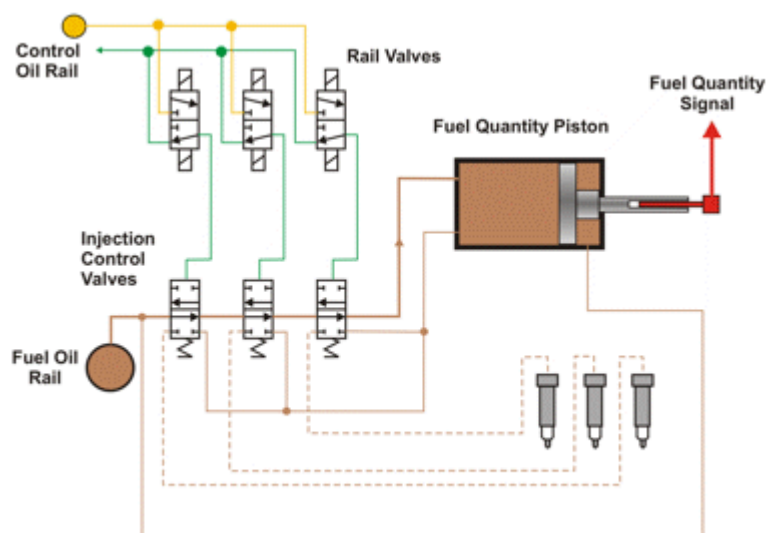 Control
Oil Rail
Rail Valves
Fuel Quantity
Signal
Fuel Quantity Piston
Injection
Control
Valves
Fuel Oil
Rail